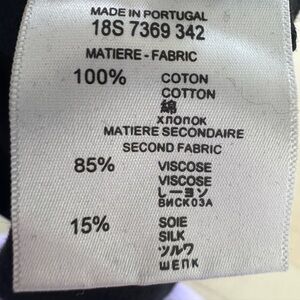 MADE IN PORTUGAL
18S 7369 342
MATIERE - FABRIC
100% COTON
COTTON
綿
ХЛОПОК
MATIERE SECONDAIRE
SECOND FABRIC
85% VISCOSE
VISCOSE
レーヨン
ВИСКОЗА
15% SOIE
SILK
シルク
ШЕПК